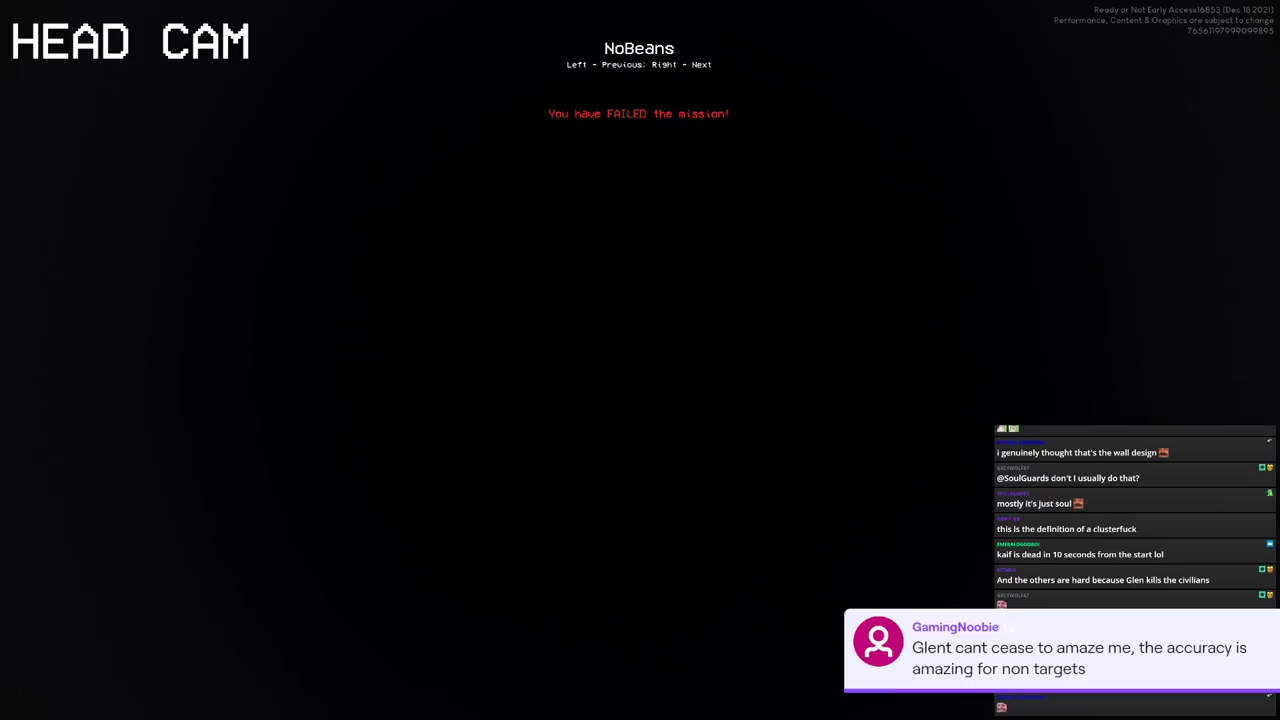 Ready or Not Early Access16853 (Dec 18 2021)
HEAD CAM
Performance, Content & Graphics are subject to change
76561197999099895
NoBeans
Left - Previous; Right - Next
You have FAILED the mission!
i genuinely thought that's the wall design
GREYWOLF47
@SoulGuards don't I usually do that?
SOULGUARDS
mostly it's just soul
this is the definition of a clusterfuck
EMERALDGODBOI
kaif is dead in 10 seconds from the start lol
And the others are hard because Glen kills the civilians
GREYWOLF47
GamingNoobie
Glent cant cease to amaze me, the accuracy is
amazing for non targets